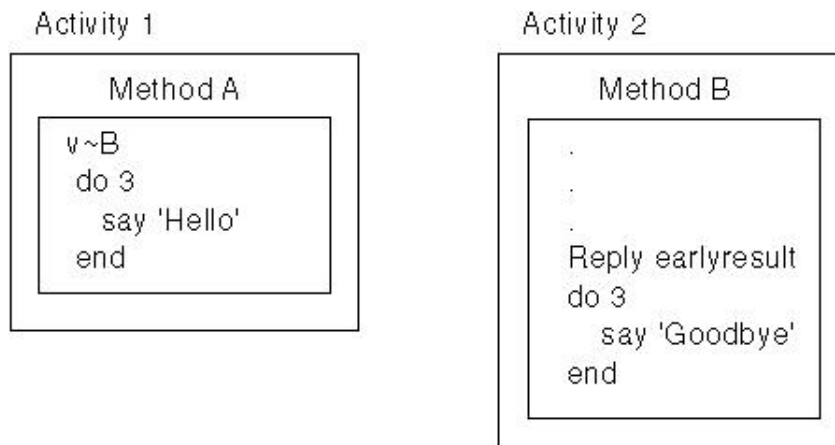 Activity 1
Method A
v~B
do 3
say 'Hello'
end
Activity 2
Method B
.
.
.
Reply earlyresult
do 3
say 'Goodbye'
end